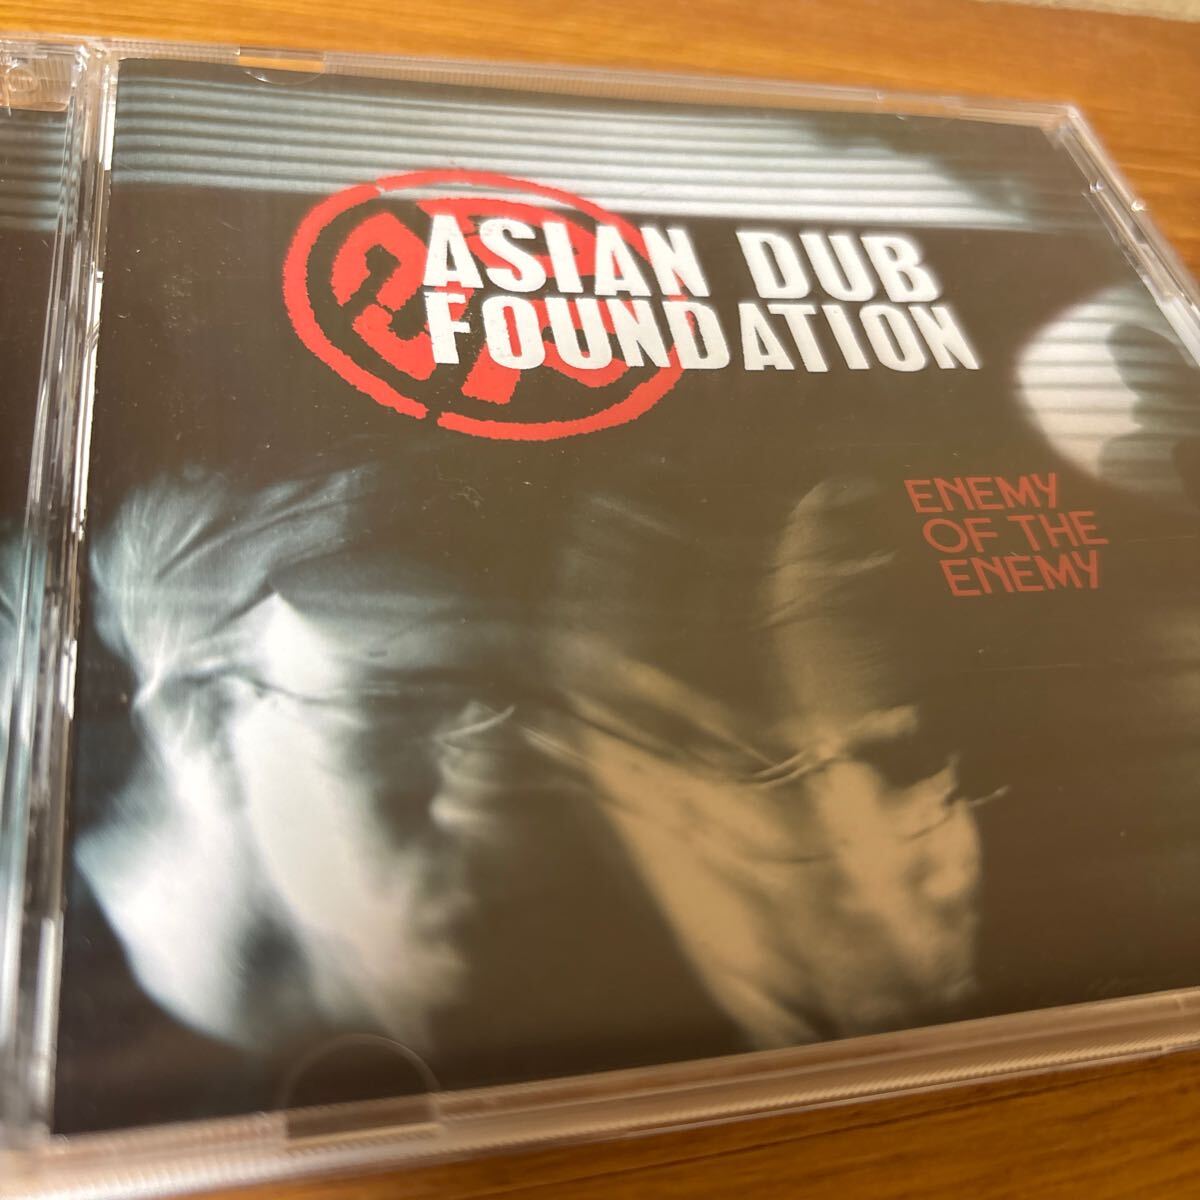 ASIAN DUB
FOUNDATION
ENEMY
OF THE
ENEMY